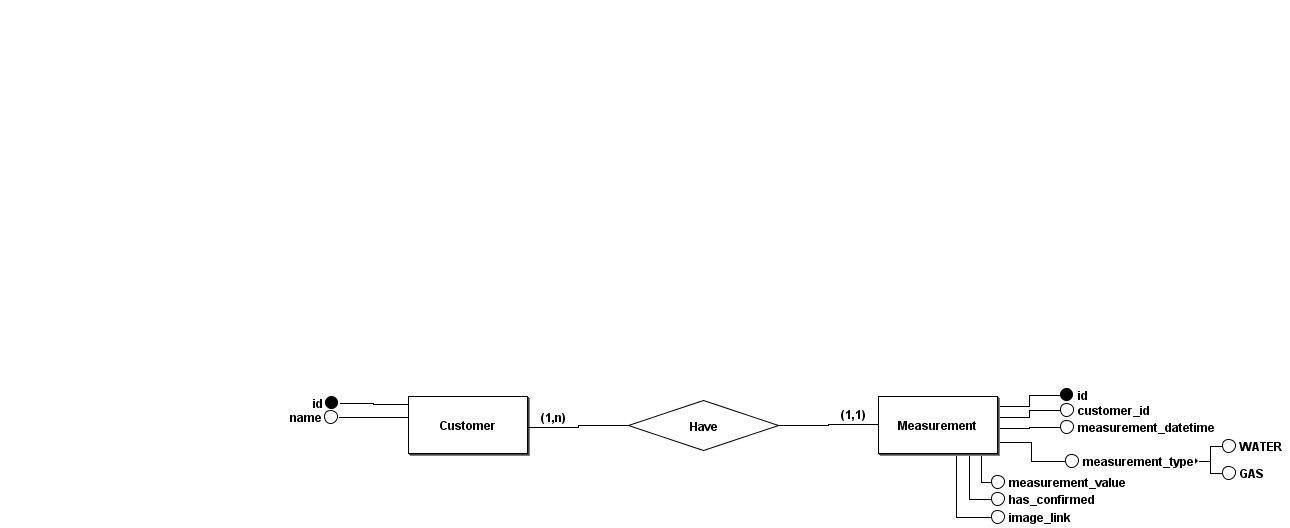 id
name
Customer
(1,n)
Have
(1,1)
Measurement
id
customer_id
measurement_datetime
measurement_type
WATER
GAS
measurement_value
has_confirmed
image_link